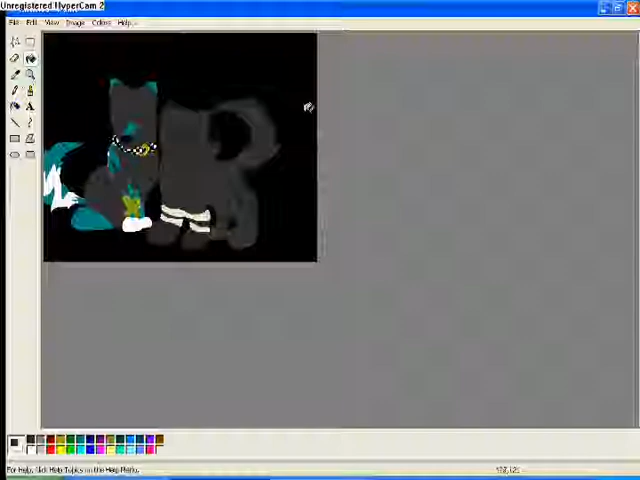 Unregistered HyperCam 2
File Edit View Image Colors Help
A
For Help, click Help Topics on the Help Menu.